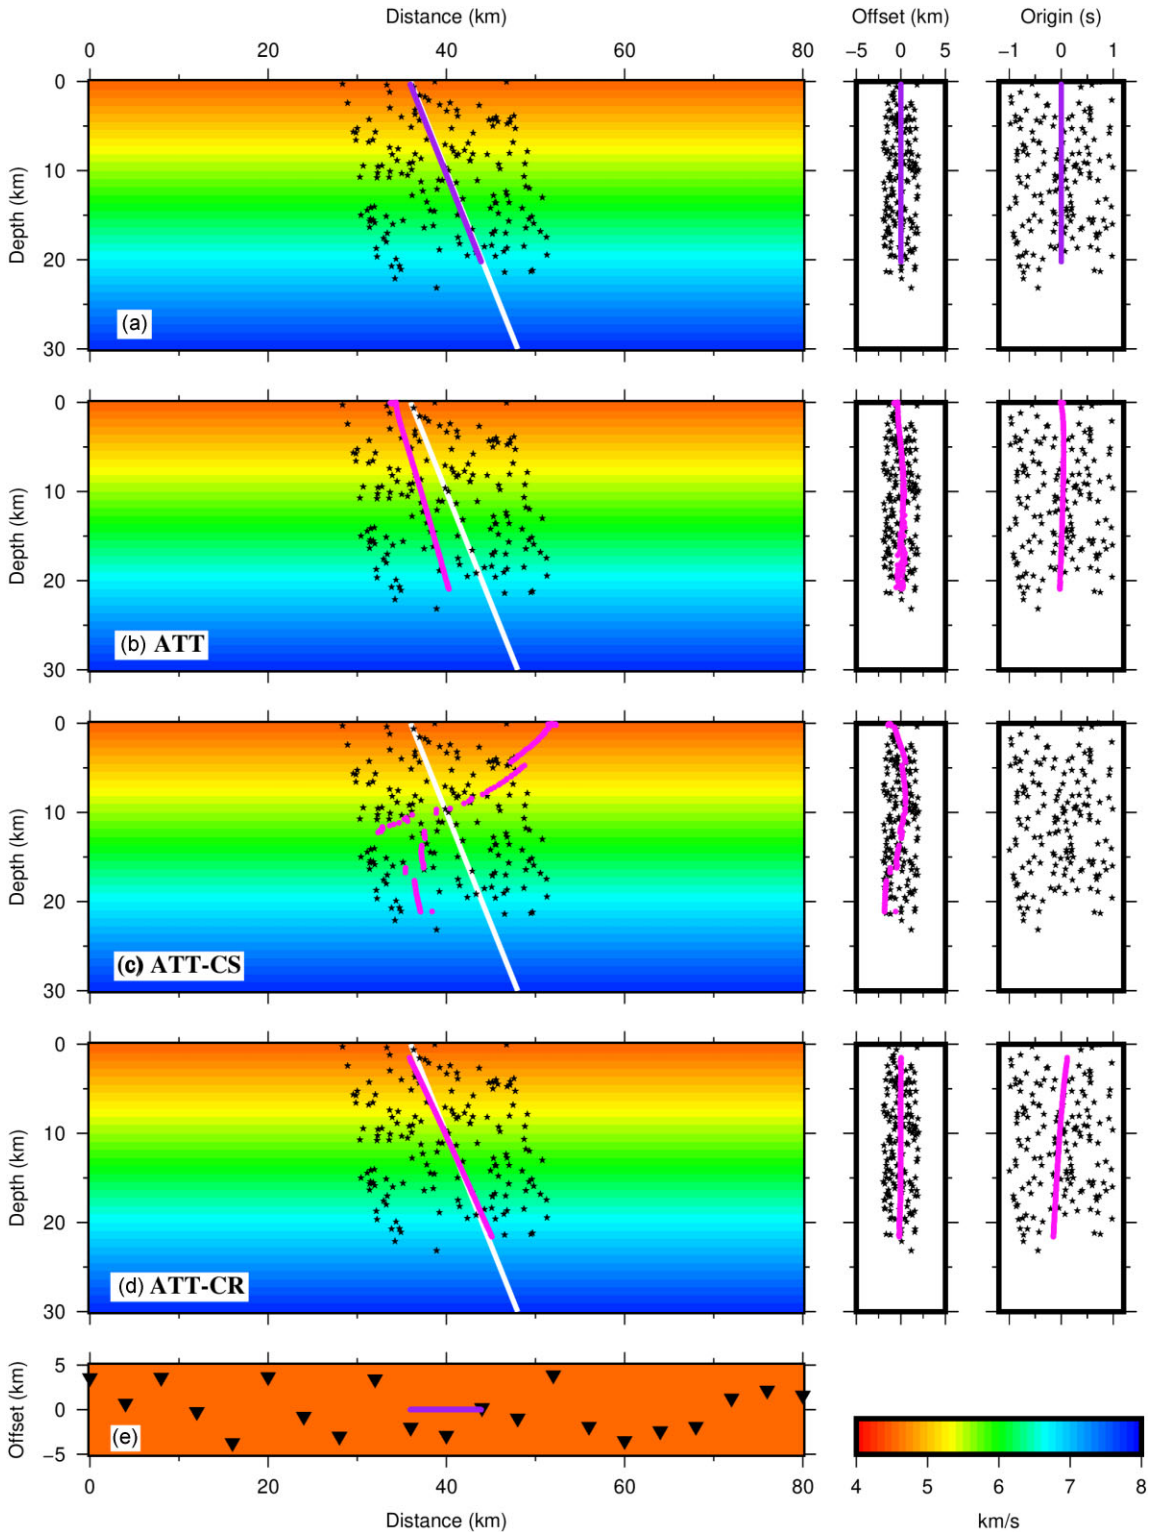 Distance (km) Offset (km) Origin (s)
0 20 40 60 80 −5 0 5 −1 0 1
0
10
20
30
Depth (km)
(a)
0
10
20
30
Depth (km)
(b) ATT
0
10
20
30
Depth (km)
(c) ATT-CS
0
10
20
30
Depth (km)
(d) ATT-CR
5
0
−5
Offset (km)
(e)
0 20 40 60 80
Distance (km)
4 5 6 7 8
km/s